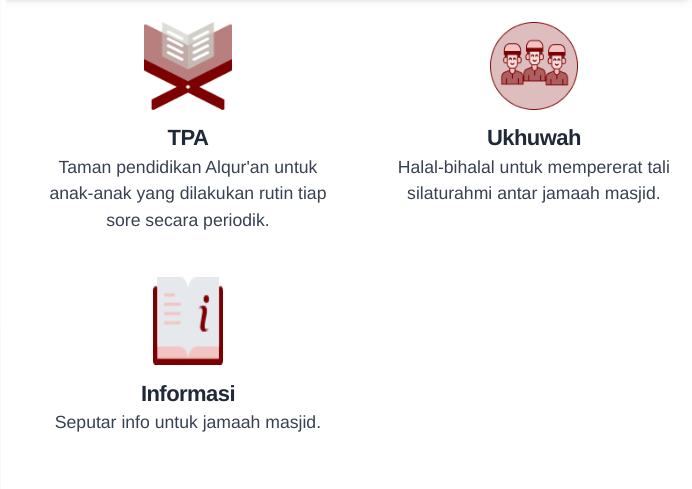 TPA
Taman pendidikan Alqur'an untuk
anak-anak yang dilakukan rutin tiap
sore secara periodik.
Ukhuwah
Halal-bihalal untuk mempererat tali
silaturahmi antar jamaah masjid.
i
Informasi
Seputar info untuk jamaah masjid.